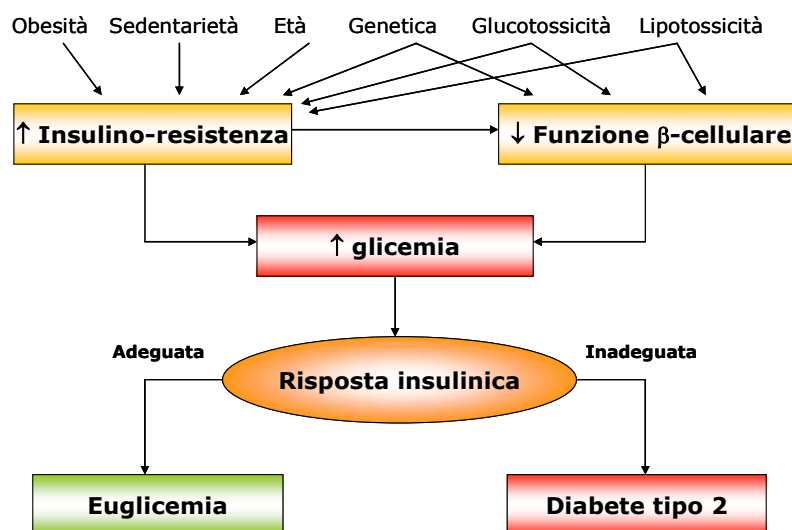 Obesità Sedentarietà Età Genetica Glucotossicità Lipotossicità
↑ Insulino-resistenza
↓ Funzione β-cellulare
↑ glicemia
Adeguata
Inadeguata
Risposta insulinica
Euglicemia
Diabete tipo 2